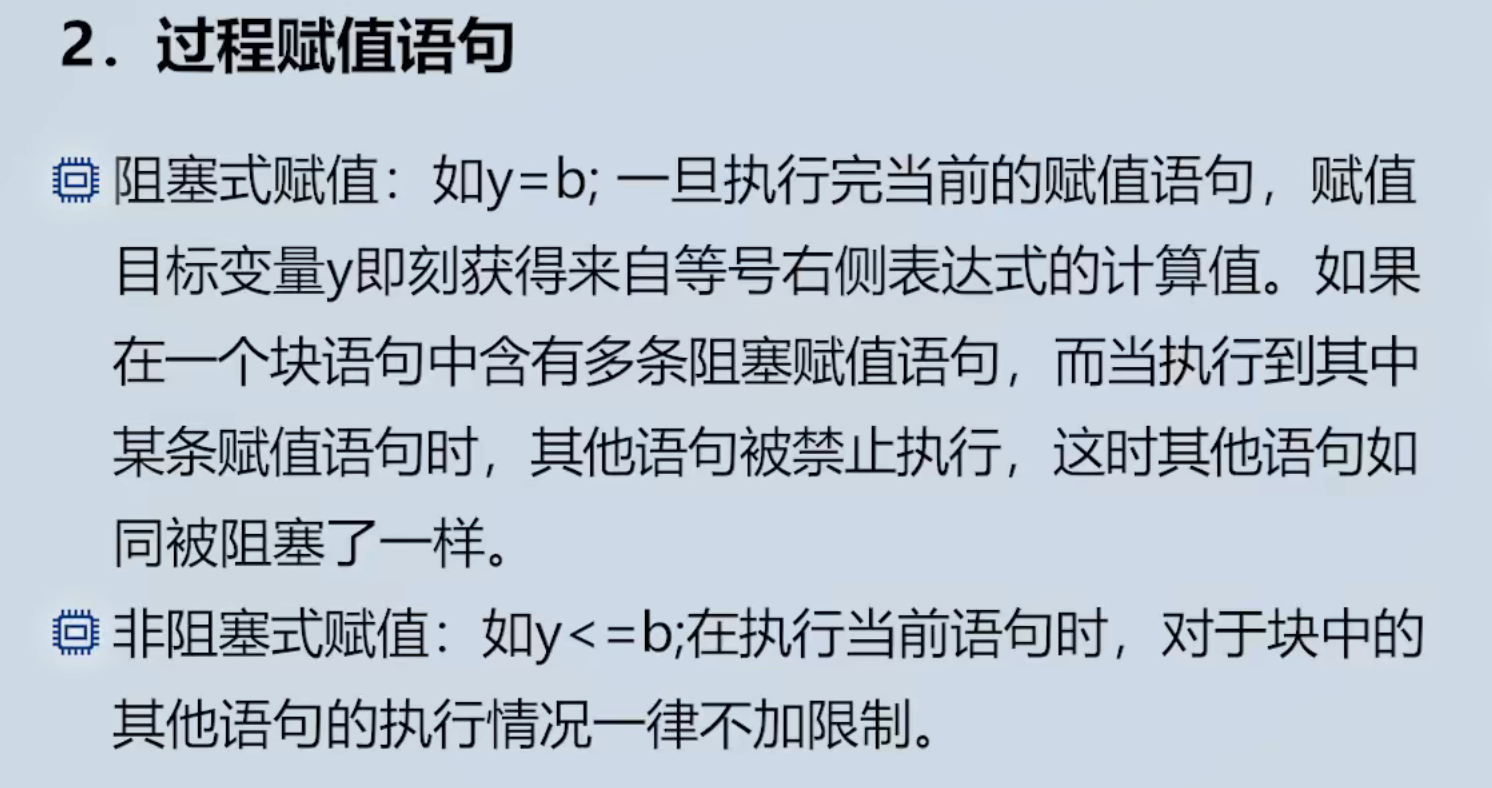 2．过程赋值语句
阻塞式赋值：如y=b; 一旦执行完当前的赋值语句，赋值
目标变量y即刻获得来自等号右侧表达式的计算值。如果
在一个块语句中含有多条阻塞赋值语句，而当执行到其中
某条赋值语句时，其他语句被禁止执行，这时其他语句如
同被阻塞了一样。
非阻塞式赋值：如y<=b;在执行当前语句时，对于块中的
其他语句的执行情况一律不加限制。